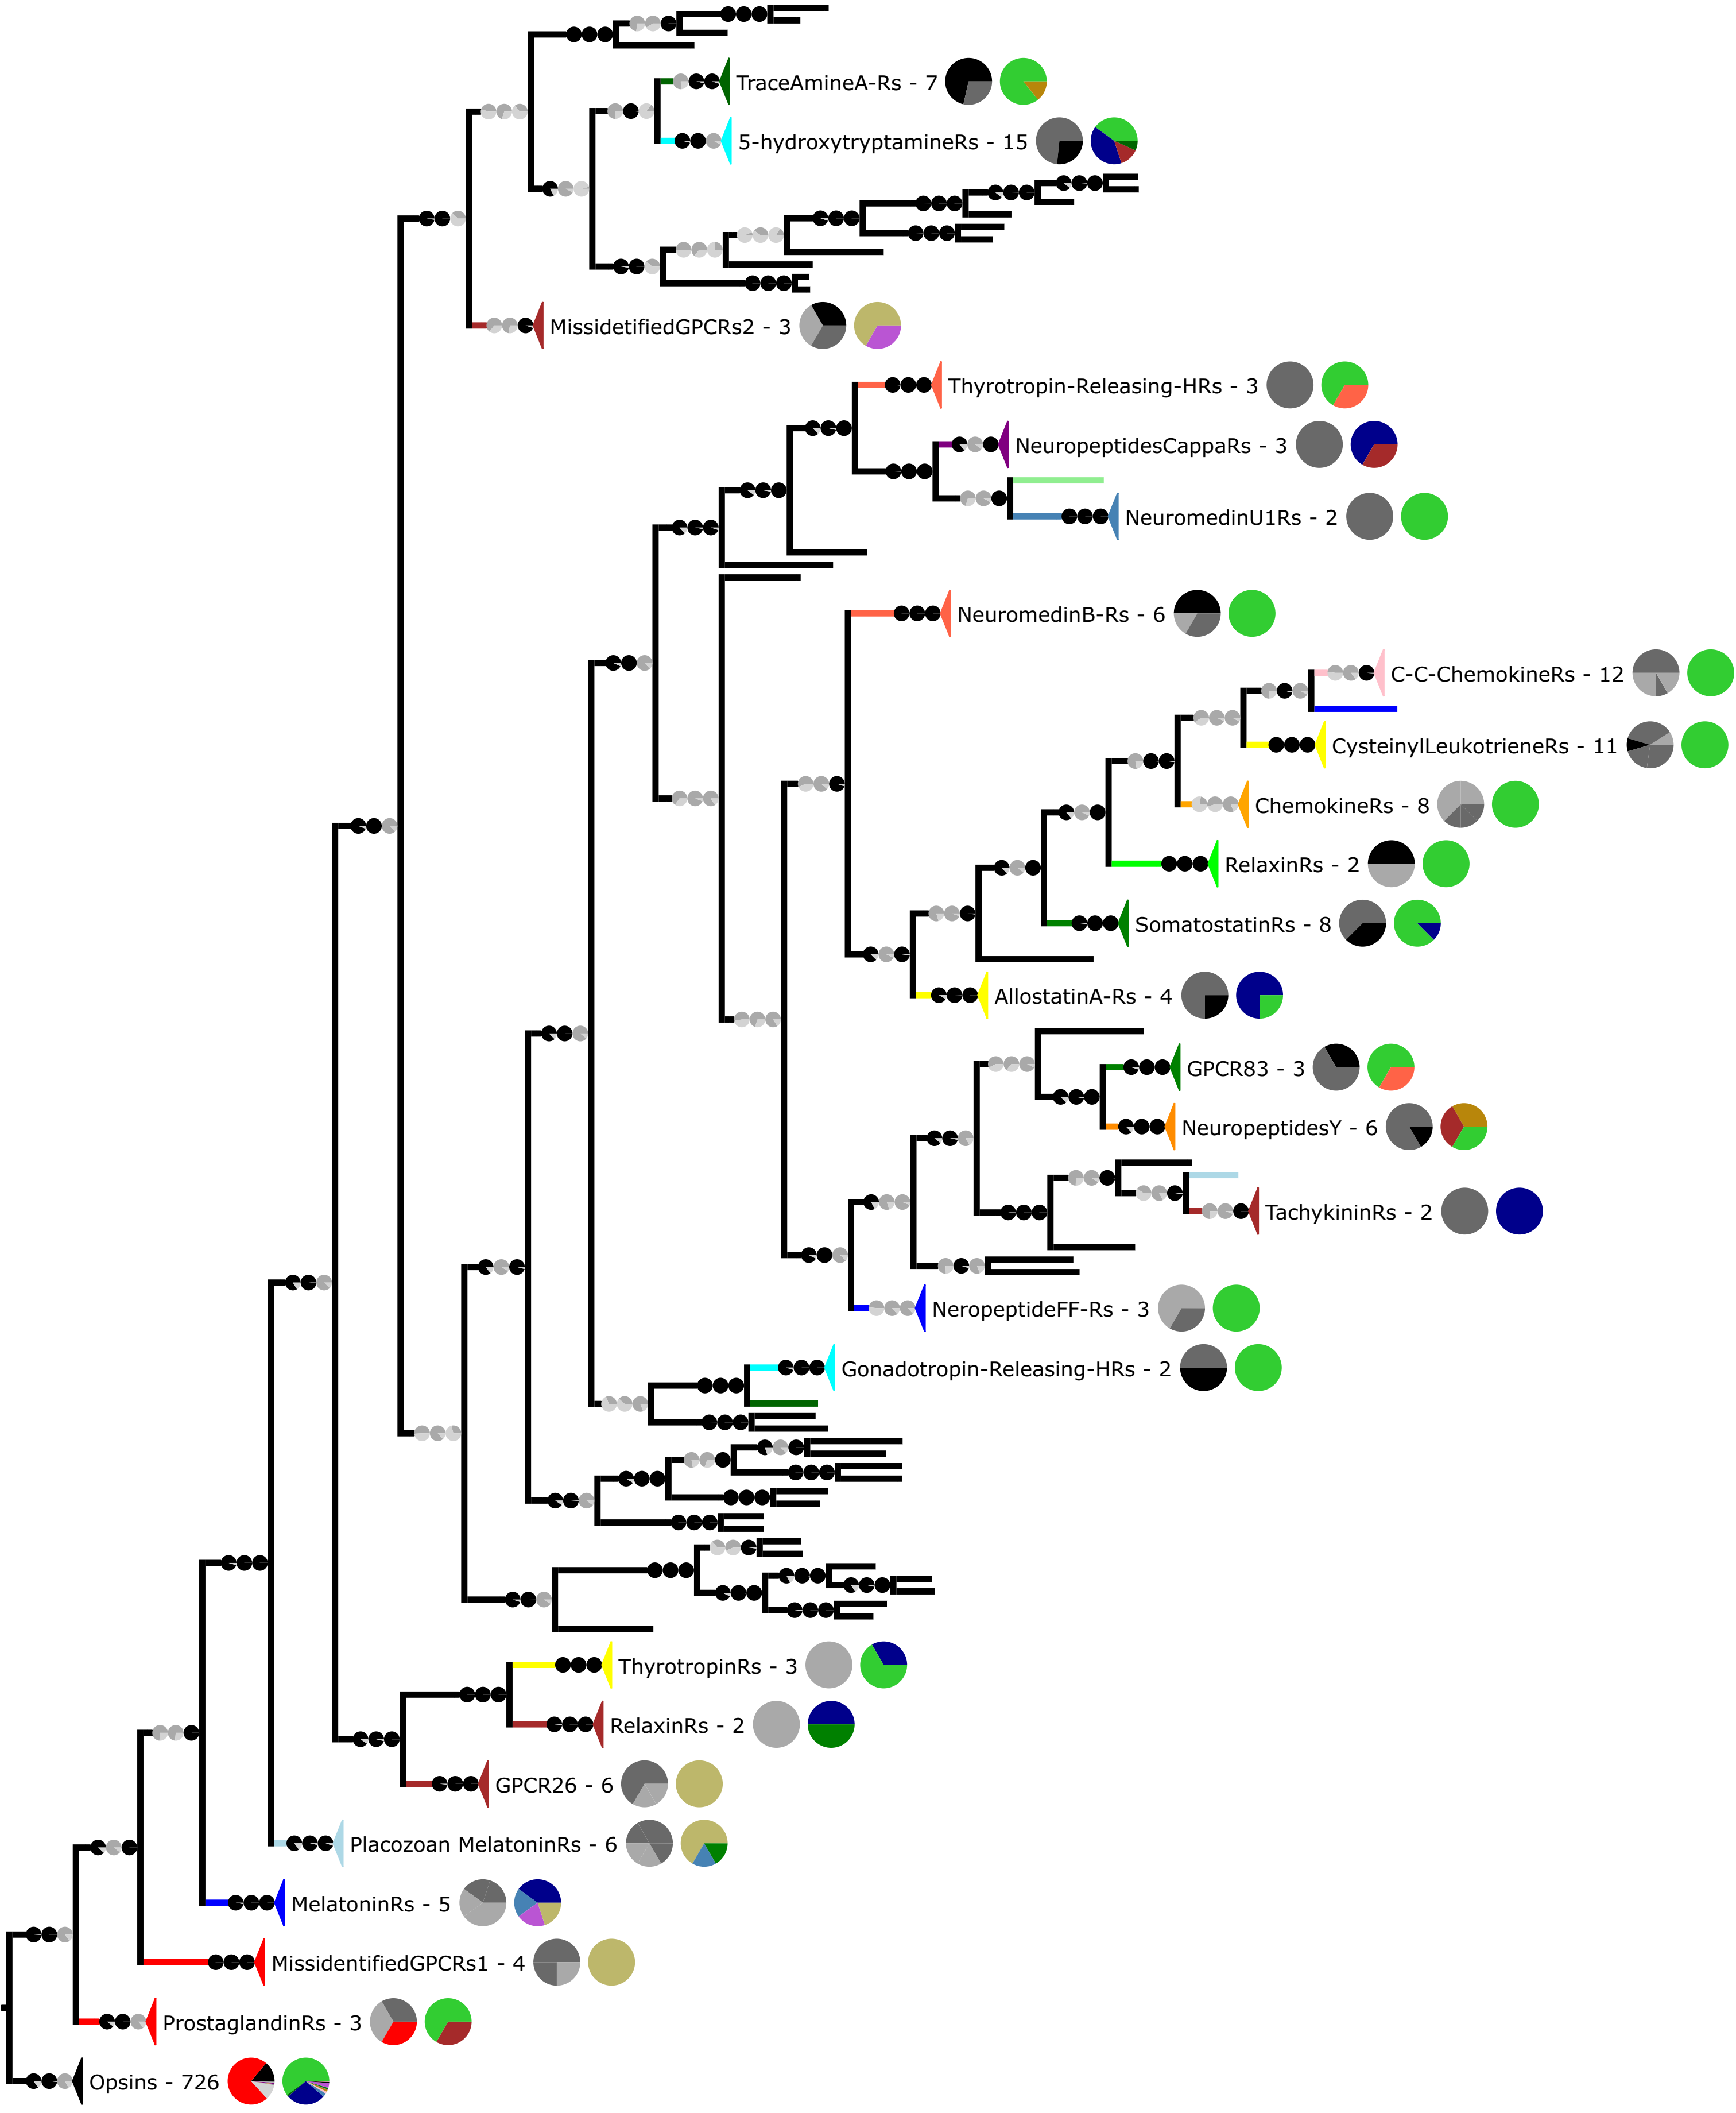 TraceAmineA-Rs - 7
5-hydroxytryptamineRs - 15
MissidetifiedGPCRs2 - 3
Thyrotropin-Releasing-HRs - 3
NeuropeptidesCappaRs - 3
NeuromedinU1Rs - 2
NeuromedinB-Rs - 6
C-C-ChemokineRs - 12
CysteinylLeukotrieneRs - 11
ChemokineRs - 8
RelaxinRs - 2
SomatostatinRs - 8
AllostatinA-Rs - 4
GPCR83 - 3
NeuropeptidesY - 6
TachykininRs - 2
NeropeptideFF-Rs - 3
Gonadotropin-Releasing-HRs - 2
ThyrotropinRs - 3
RelaxinRs - 2
GPCR26 - 6
Placozoan MelatoninRs - 6
MelatoninRs - 5
MissidentifiedGPCRs1 - 4
ProstaglandinRs - 3
Opsins - 726